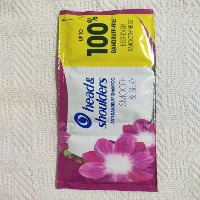 UP TO
100%
DANDRUFF-FREE
head &
shoulders
SMOOTH
& SILKY